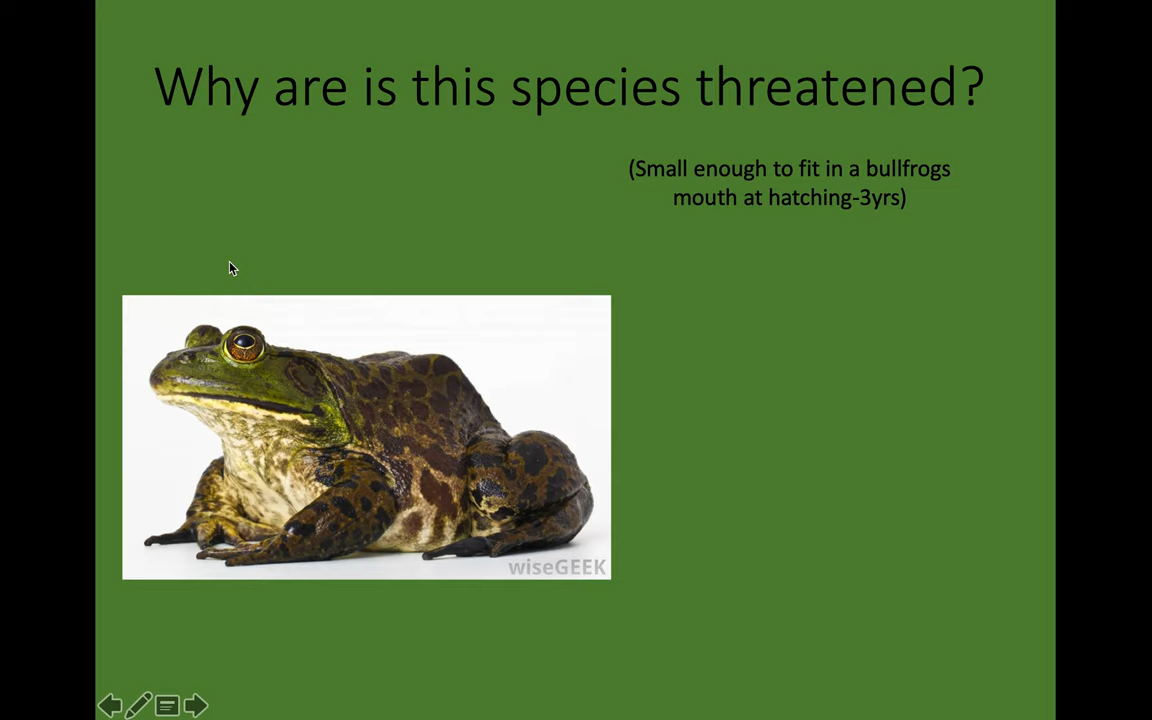 Why are is this species threatened?
(Small enough to fit in a bullfrogs
mouth at hatching-3yrs)
wiseGEEK